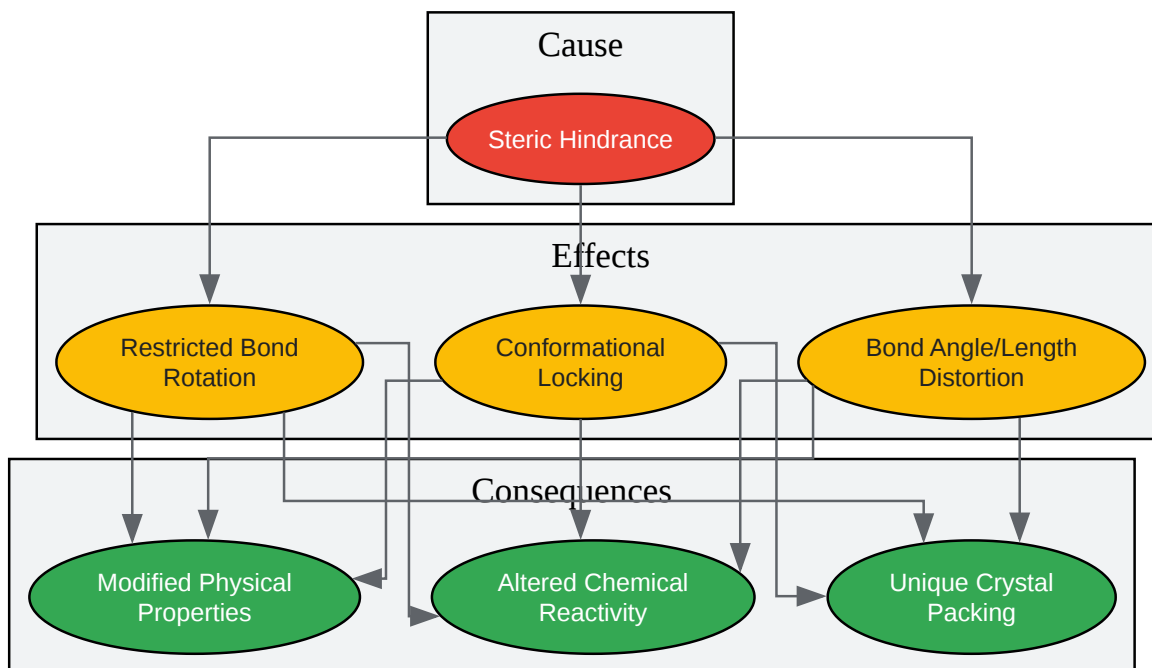 Cause
Steric Hindrance
Effects
Restricted Bond
Rotation
Conformational
Locking
Bond Angle/Length
Distortion
Consequences
Modified Physical
Properties
Altered Chemical
Reactivity
Unique Crystal
Packing